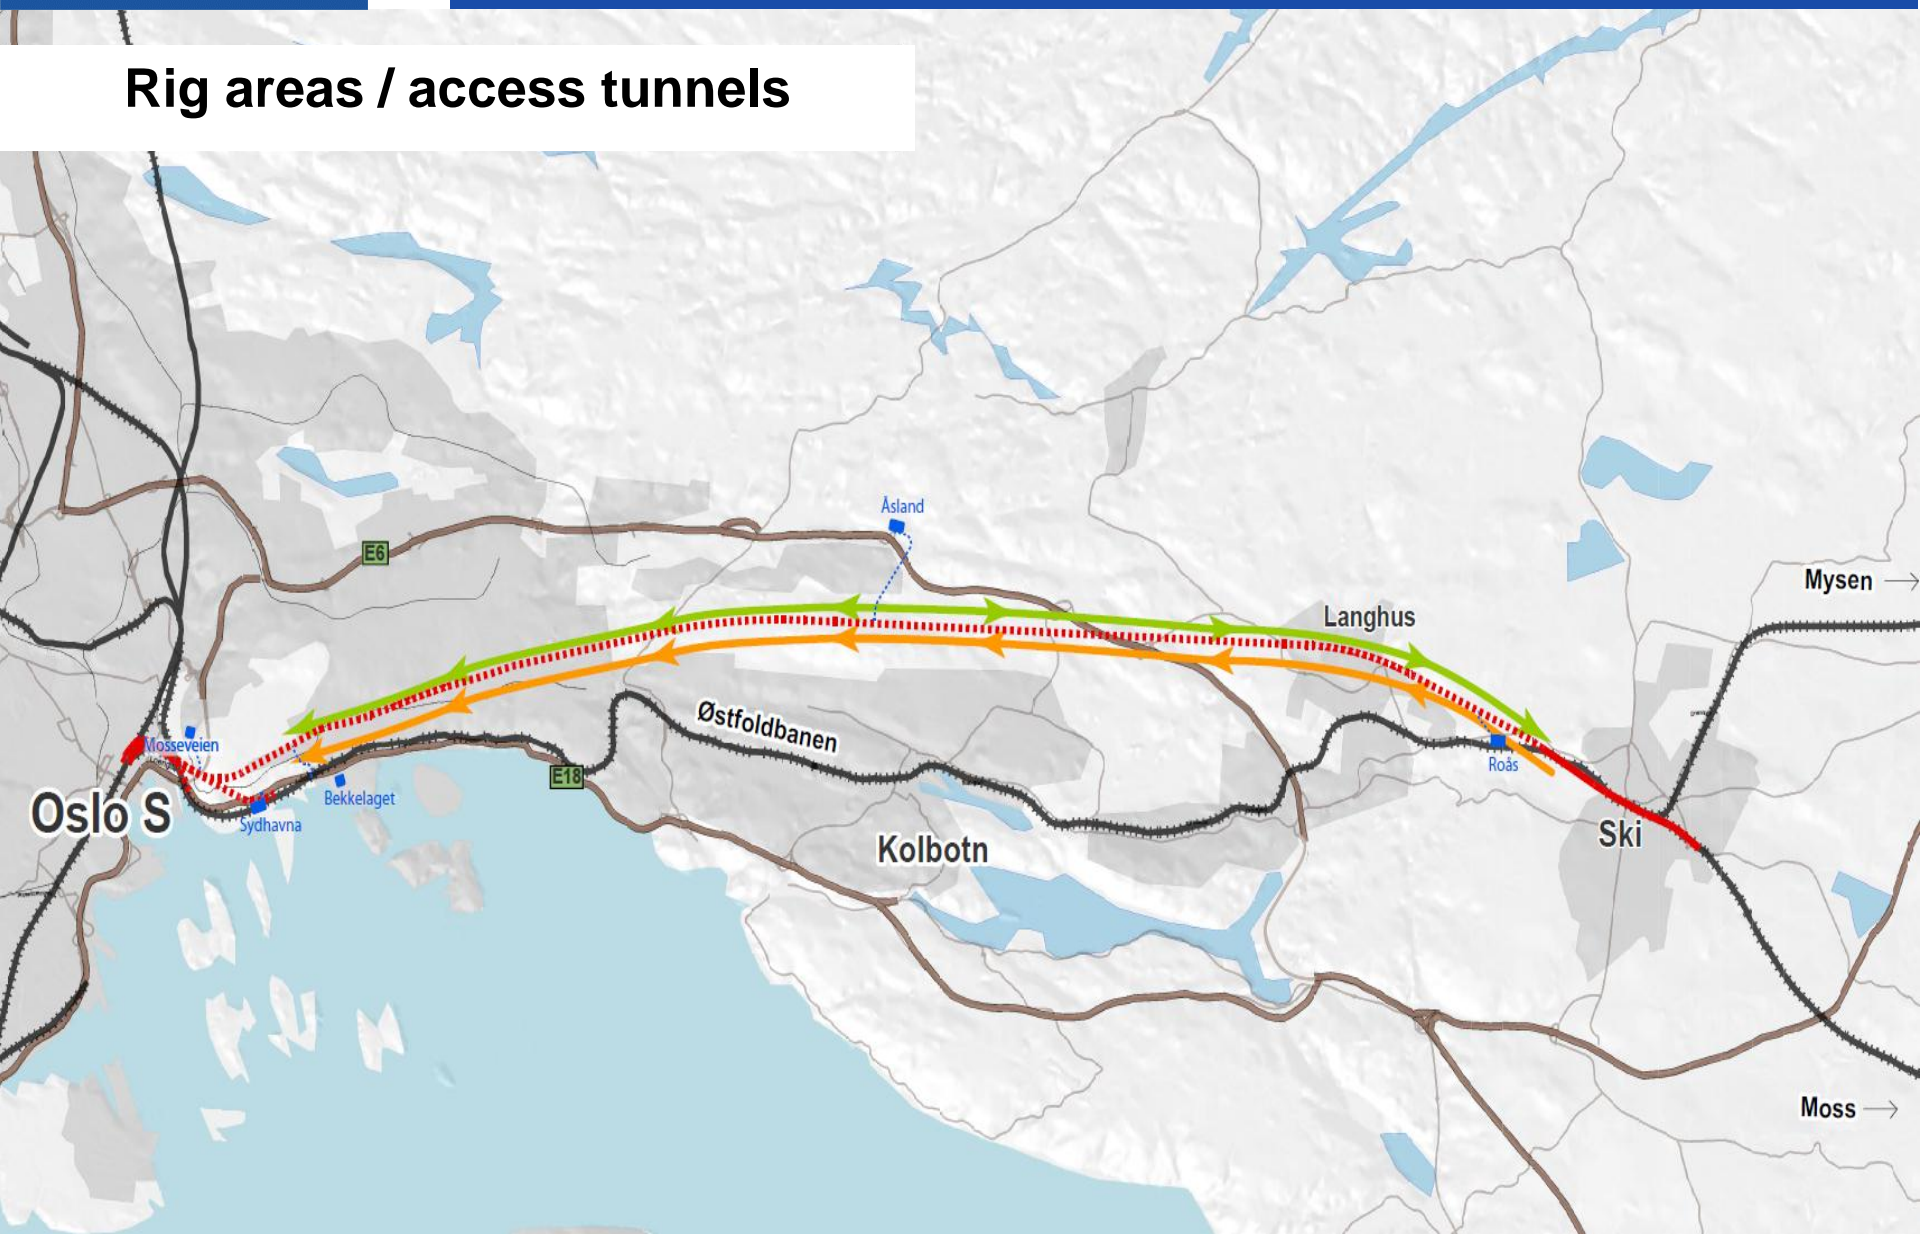 Rig areas / access tunnels
Åsland
E6
Mysen
Langhus
Østfoldbanen
Mosseveien
E18
Roås
Bekkelaget
Oslo S
Sydhavna
Ski
Kolbotn
Moss